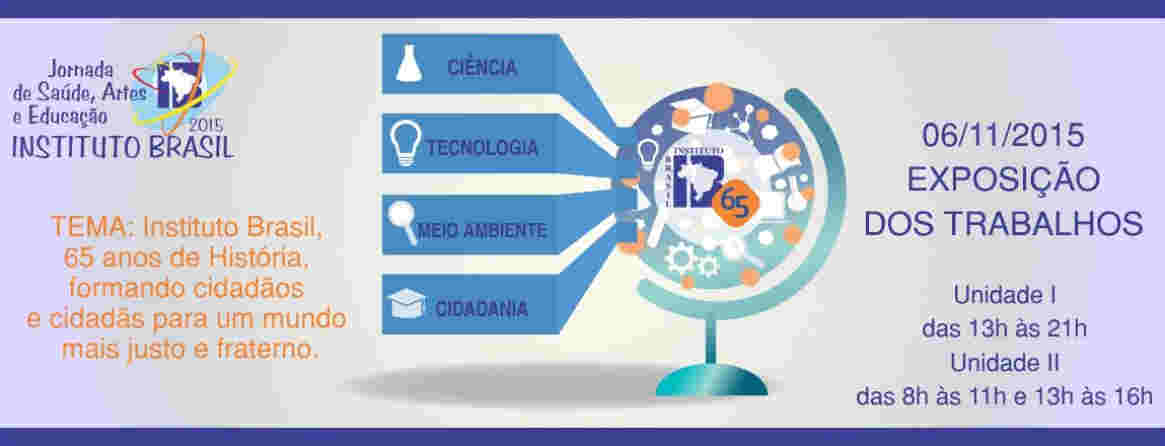 Jornada
de Saúde, Artes
e Educação
2015
INSTITUTO BRASIL
TEMA: Instituto Brasil,
65 anos de História,
formando cidadãos
e cidadãs para um mundo
mais justo e fraterno.
CIÊNCIA
TECNOLOGIA
MEIO AMBIENTE
CIDADANIA
INSTITUTO
BRASIL
65
06/11/2015
EXPOSIÇÃO
DOS TRABALHOS
Unidade I
das 13h às 21h
Unidade II
das 8h às 11h e 13h às 16h